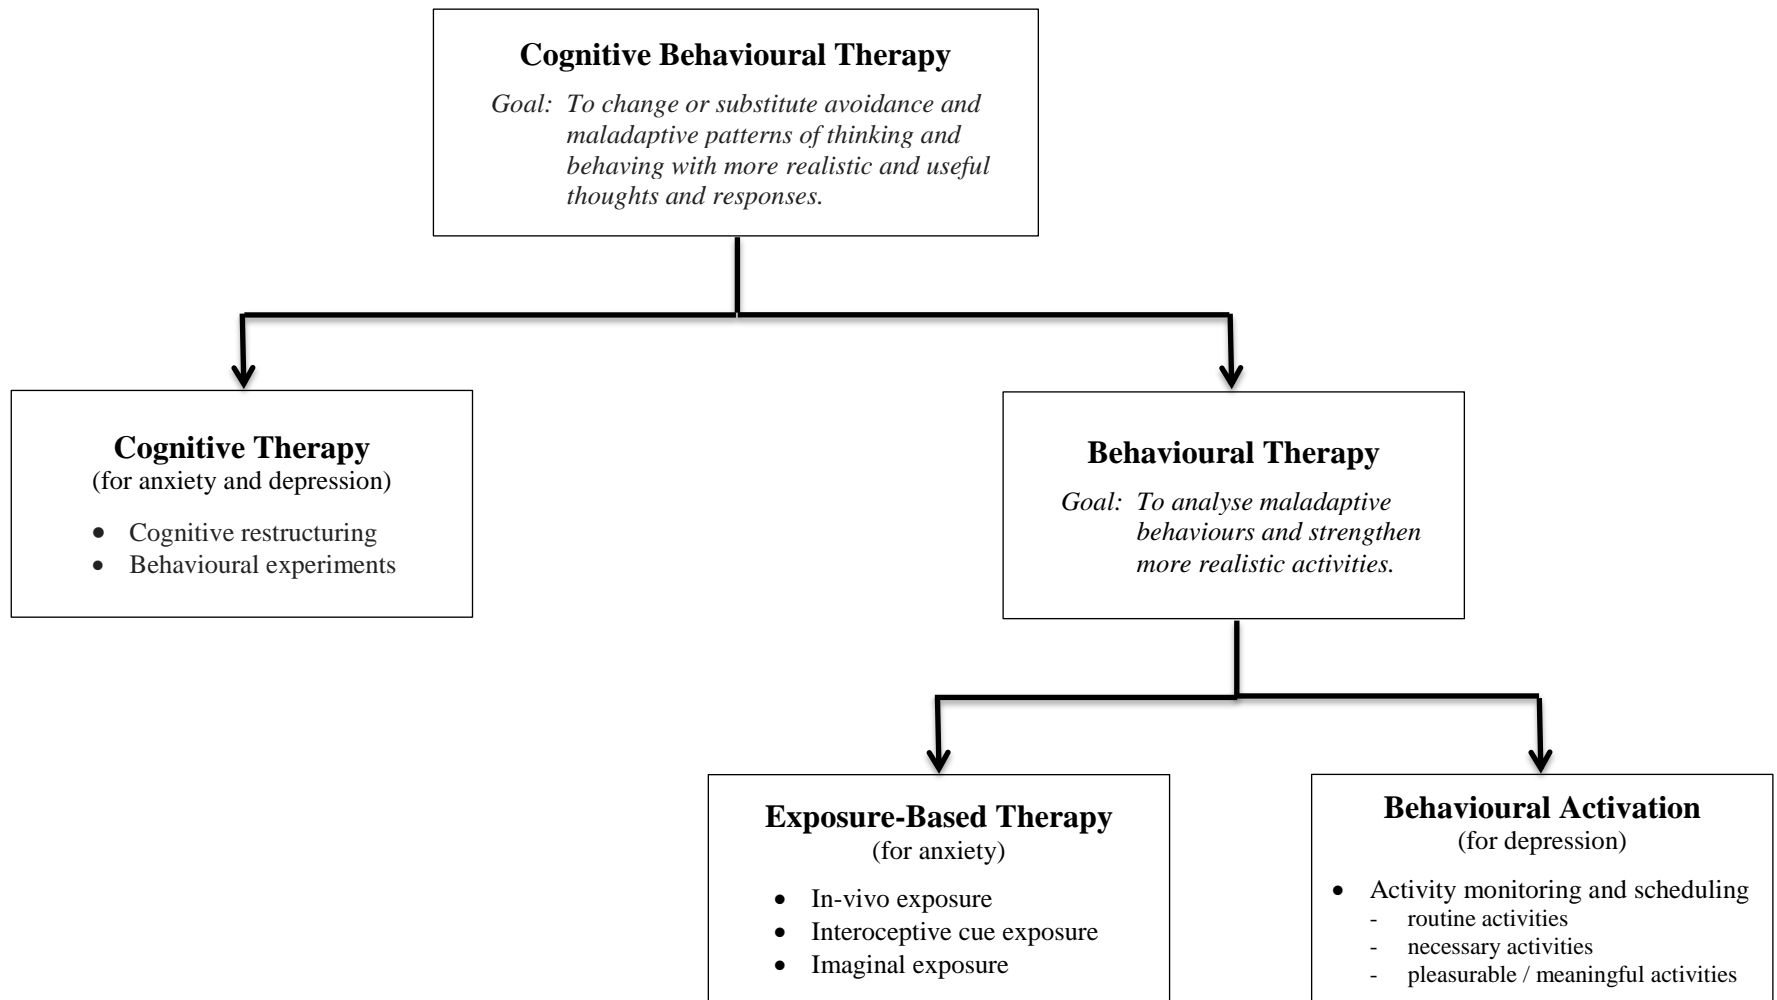 Cognitive Behavioural Therapy
Goal: To change or substitute avoidance and
maladaptive patterns of thinking and
behaving with more realistic and useful
thoughts and responses.
Cognitive Therapy
(for anxiety and depression)
• Cognitive restructuring
• Behavioural experiments
Behavioural Therapy
Goal: To analyse maladaptive
behaviours and strengthen
more realistic activities.
Exposure-Based Therapy
(for anxiety)
• In-vivo exposure
• Interoceptive cue exposure
• Imaginal exposure
Behavioural Activation
(for depression)
• Activity monitoring and scheduling
- routine activities
- necessary activities
- pleasurable / meaningful activities